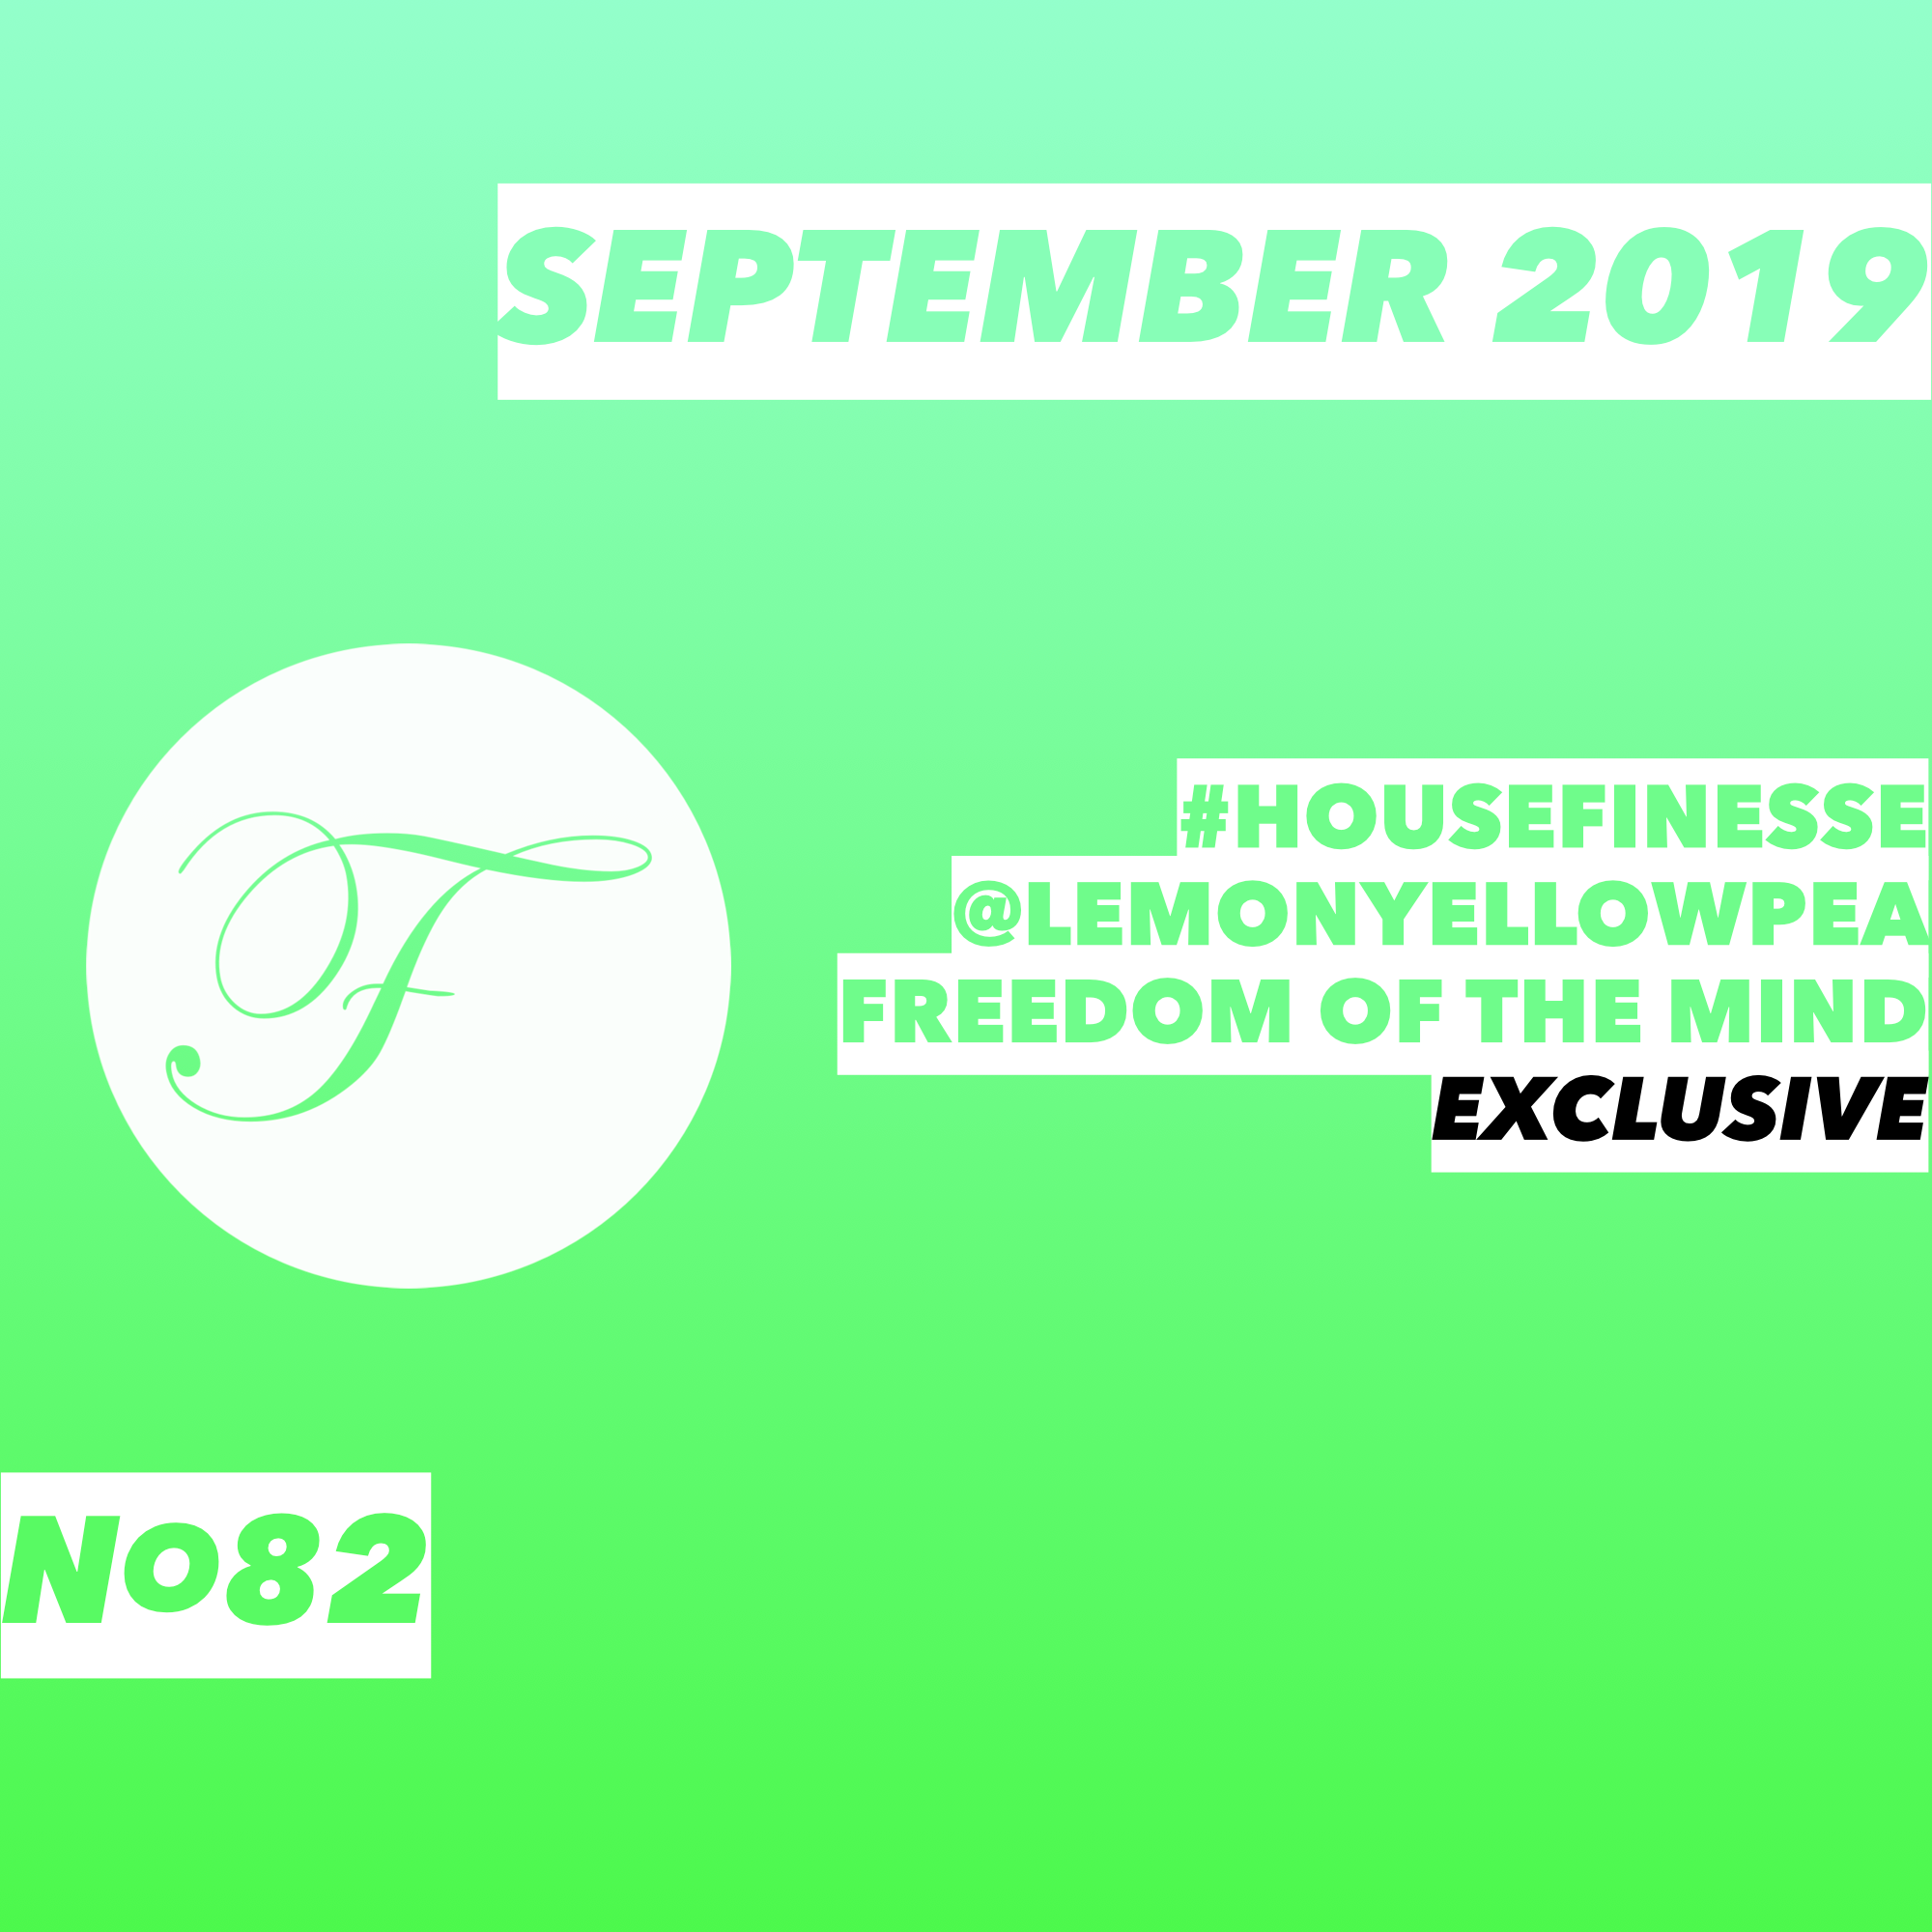 SEPTEMBER 2019
F
#HOUSEFINESSE
@LEMONYELLOWPEA
FREEDOM OF THE MIND
EXCLUSIVE
NO82